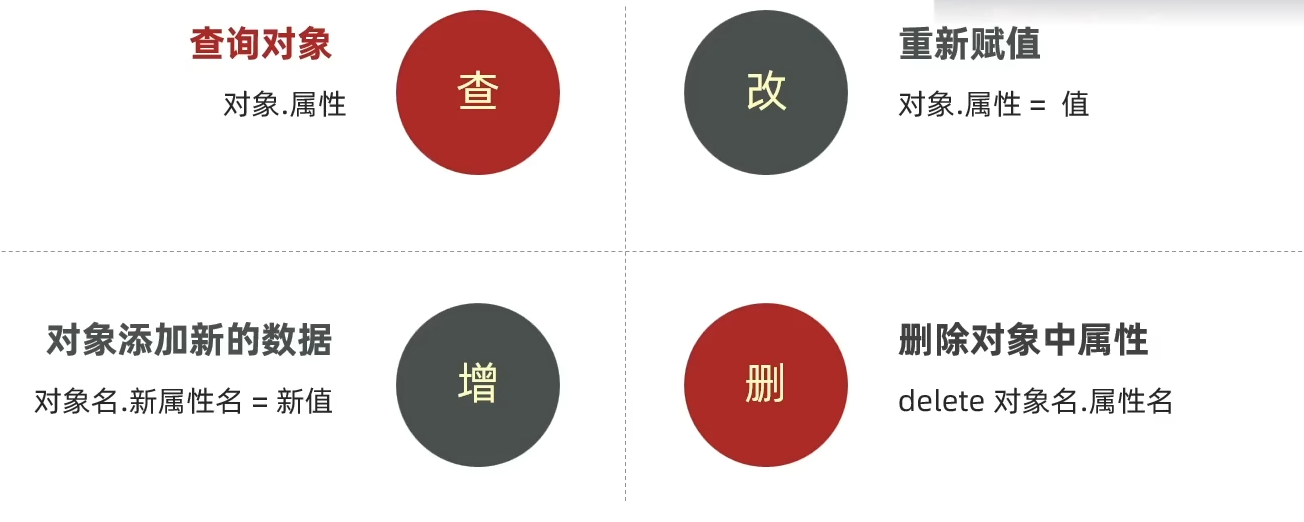 查询对象
对象.属性
查
改
重新赋值
对象.属性 = 值
对象添加新的数据
对象名.新属性名 = 新值
增
删
删除对象中属性
delete 对象名.属性名